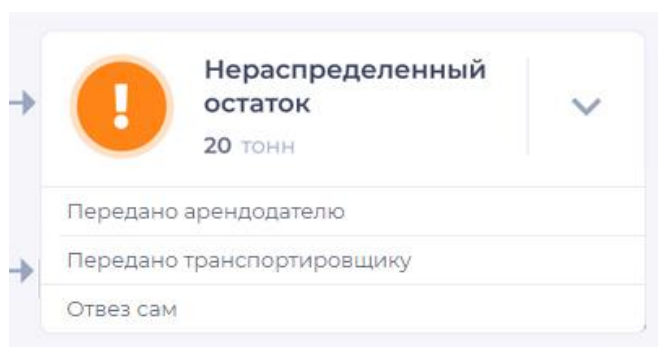 Нераспределенный
остаток
20 тонн
Передано арендодателю
Передано транспортировщику
Отвез сам